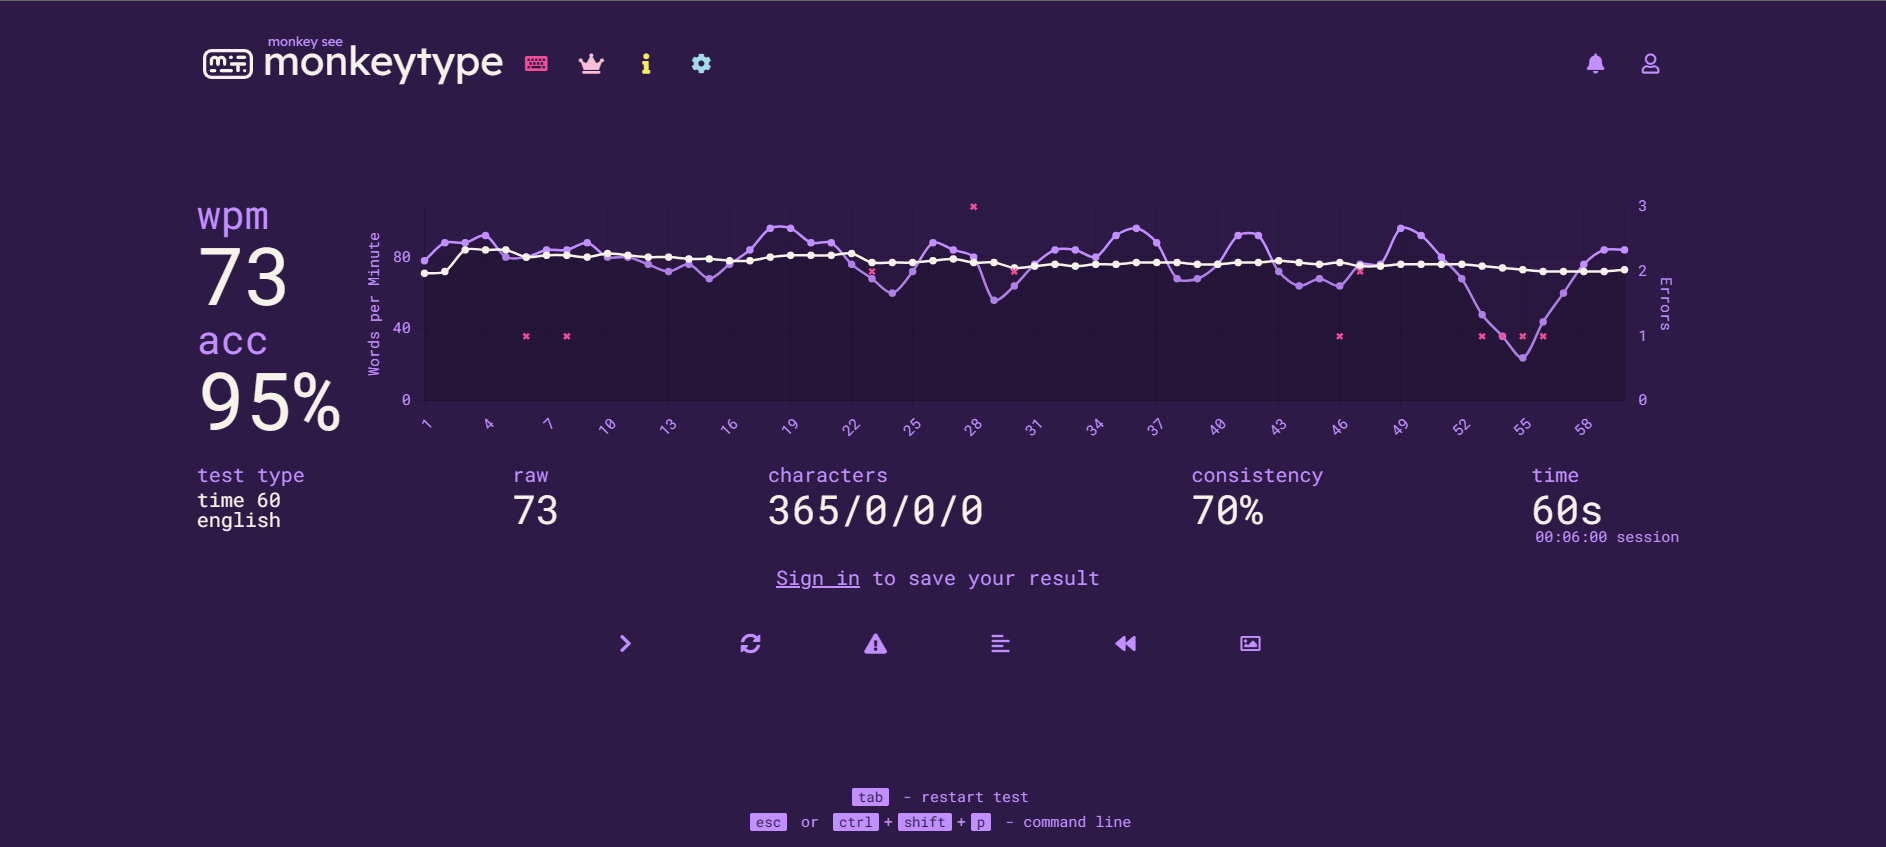 monkey see
monkeytype
wpm
73
acc
95%
Words per Minute
80
40
0
3
2
1
0
Errors
1 4 7 10 13 16 19 22 25 28 31 34 37 40 43 46 49 52 55 58
test type
time 60
english
raw
73
characters
365/0/0/0
consistency
70%
time
60s
00:06:00 session
Sign in to save your result
tab - restart test
esc or ctrl + shift + p - command line